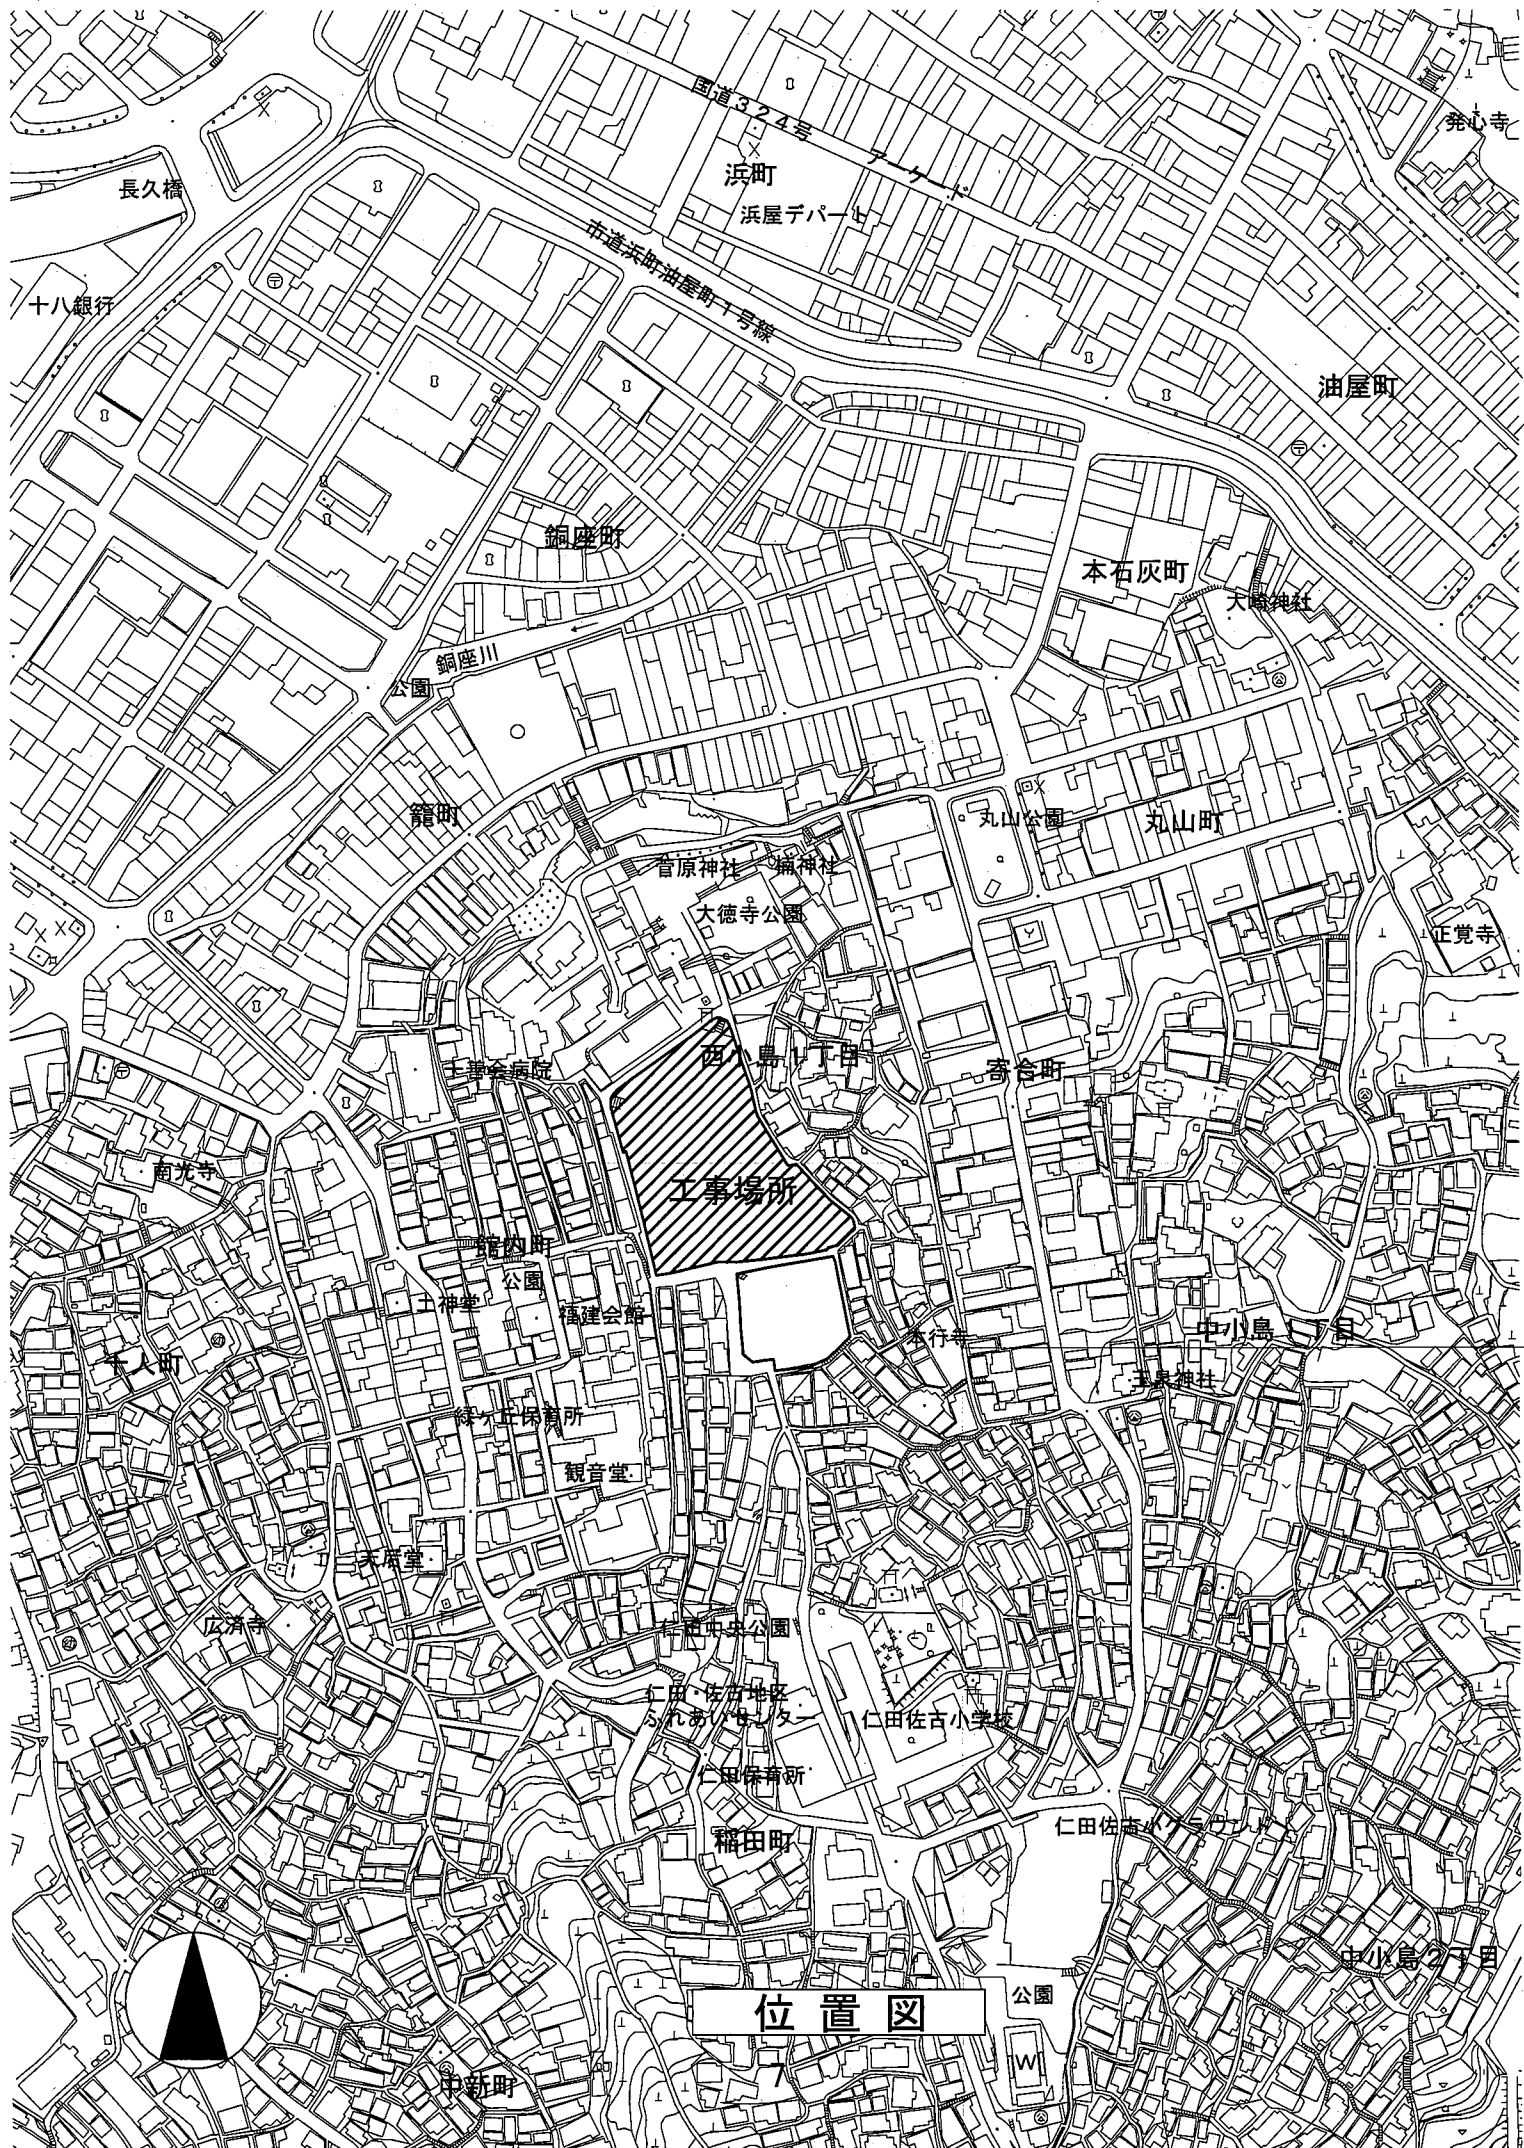 国道324号
アーケード
発心寺
長久橋
浜町
浜屋デパート
市道浜町油屋町1号線
十八銀行
油屋町
銅座町
本石灰町
大崎神社
銅座川
公園
籠町
丸山公園
丸山町
菅原神社
楠神社
大徳寺公園
正覚寺
西小島1丁目
十善会病院
寄合町
南光寺
工事場所
館内町
公園
土神堂
福建会館
本行寺
中小島1丁目
十人町
玉泉神社
緑ヶ丘保育所
観音堂
天后堂
広済寺
仁田中央公園
仁田・佐古地区
ふれあいセンター
仁田佐古小学校
仁田保育所
稲田町
仁田佐古小グラウンド
中小島2丁目
公園
位置図
W
7
中新町